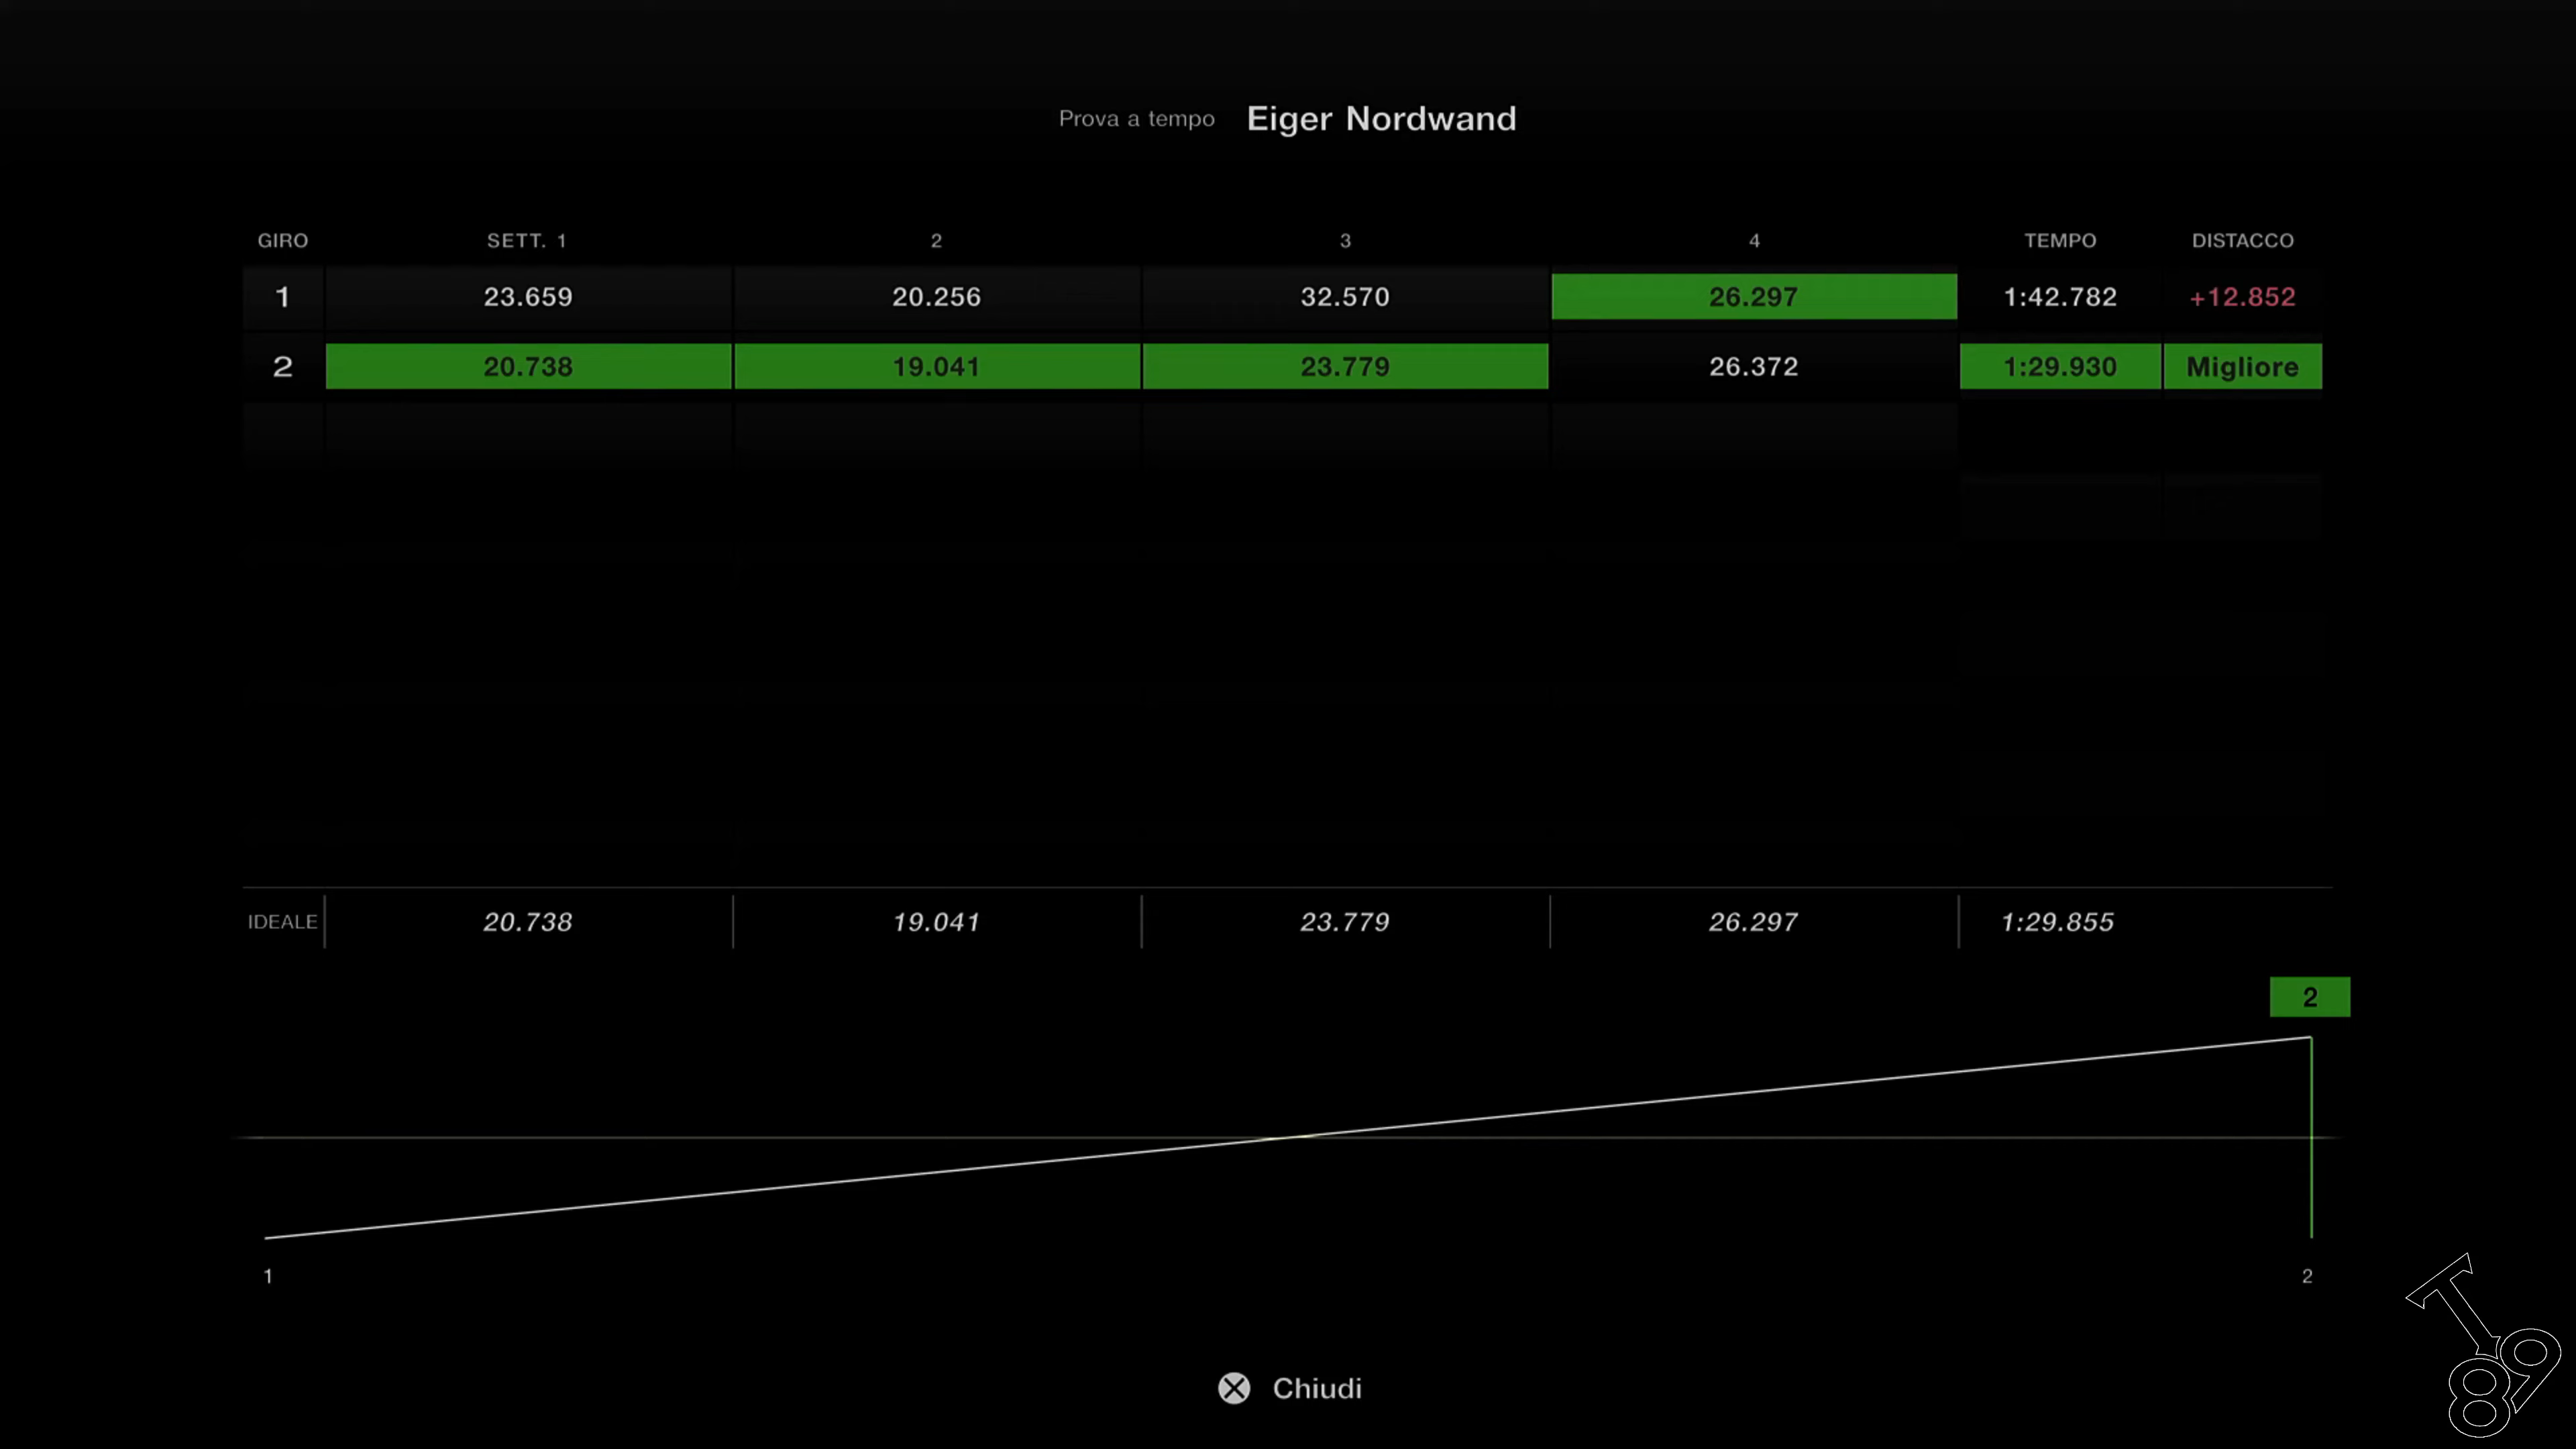 Prova a tempo Eiger Nordwand
GIRO SETT. 1 2 3 4 TEMPO DISTACCO
1 23.659 20.256 32.570 26.297 1:42.782 +12.852
2 20.738 19.041 23.779 26.372 1:29.930 Migliore
IDEALE 20.738 19.041 23.779 26.297 1:29.855
2
1 2
Chiudi
T89